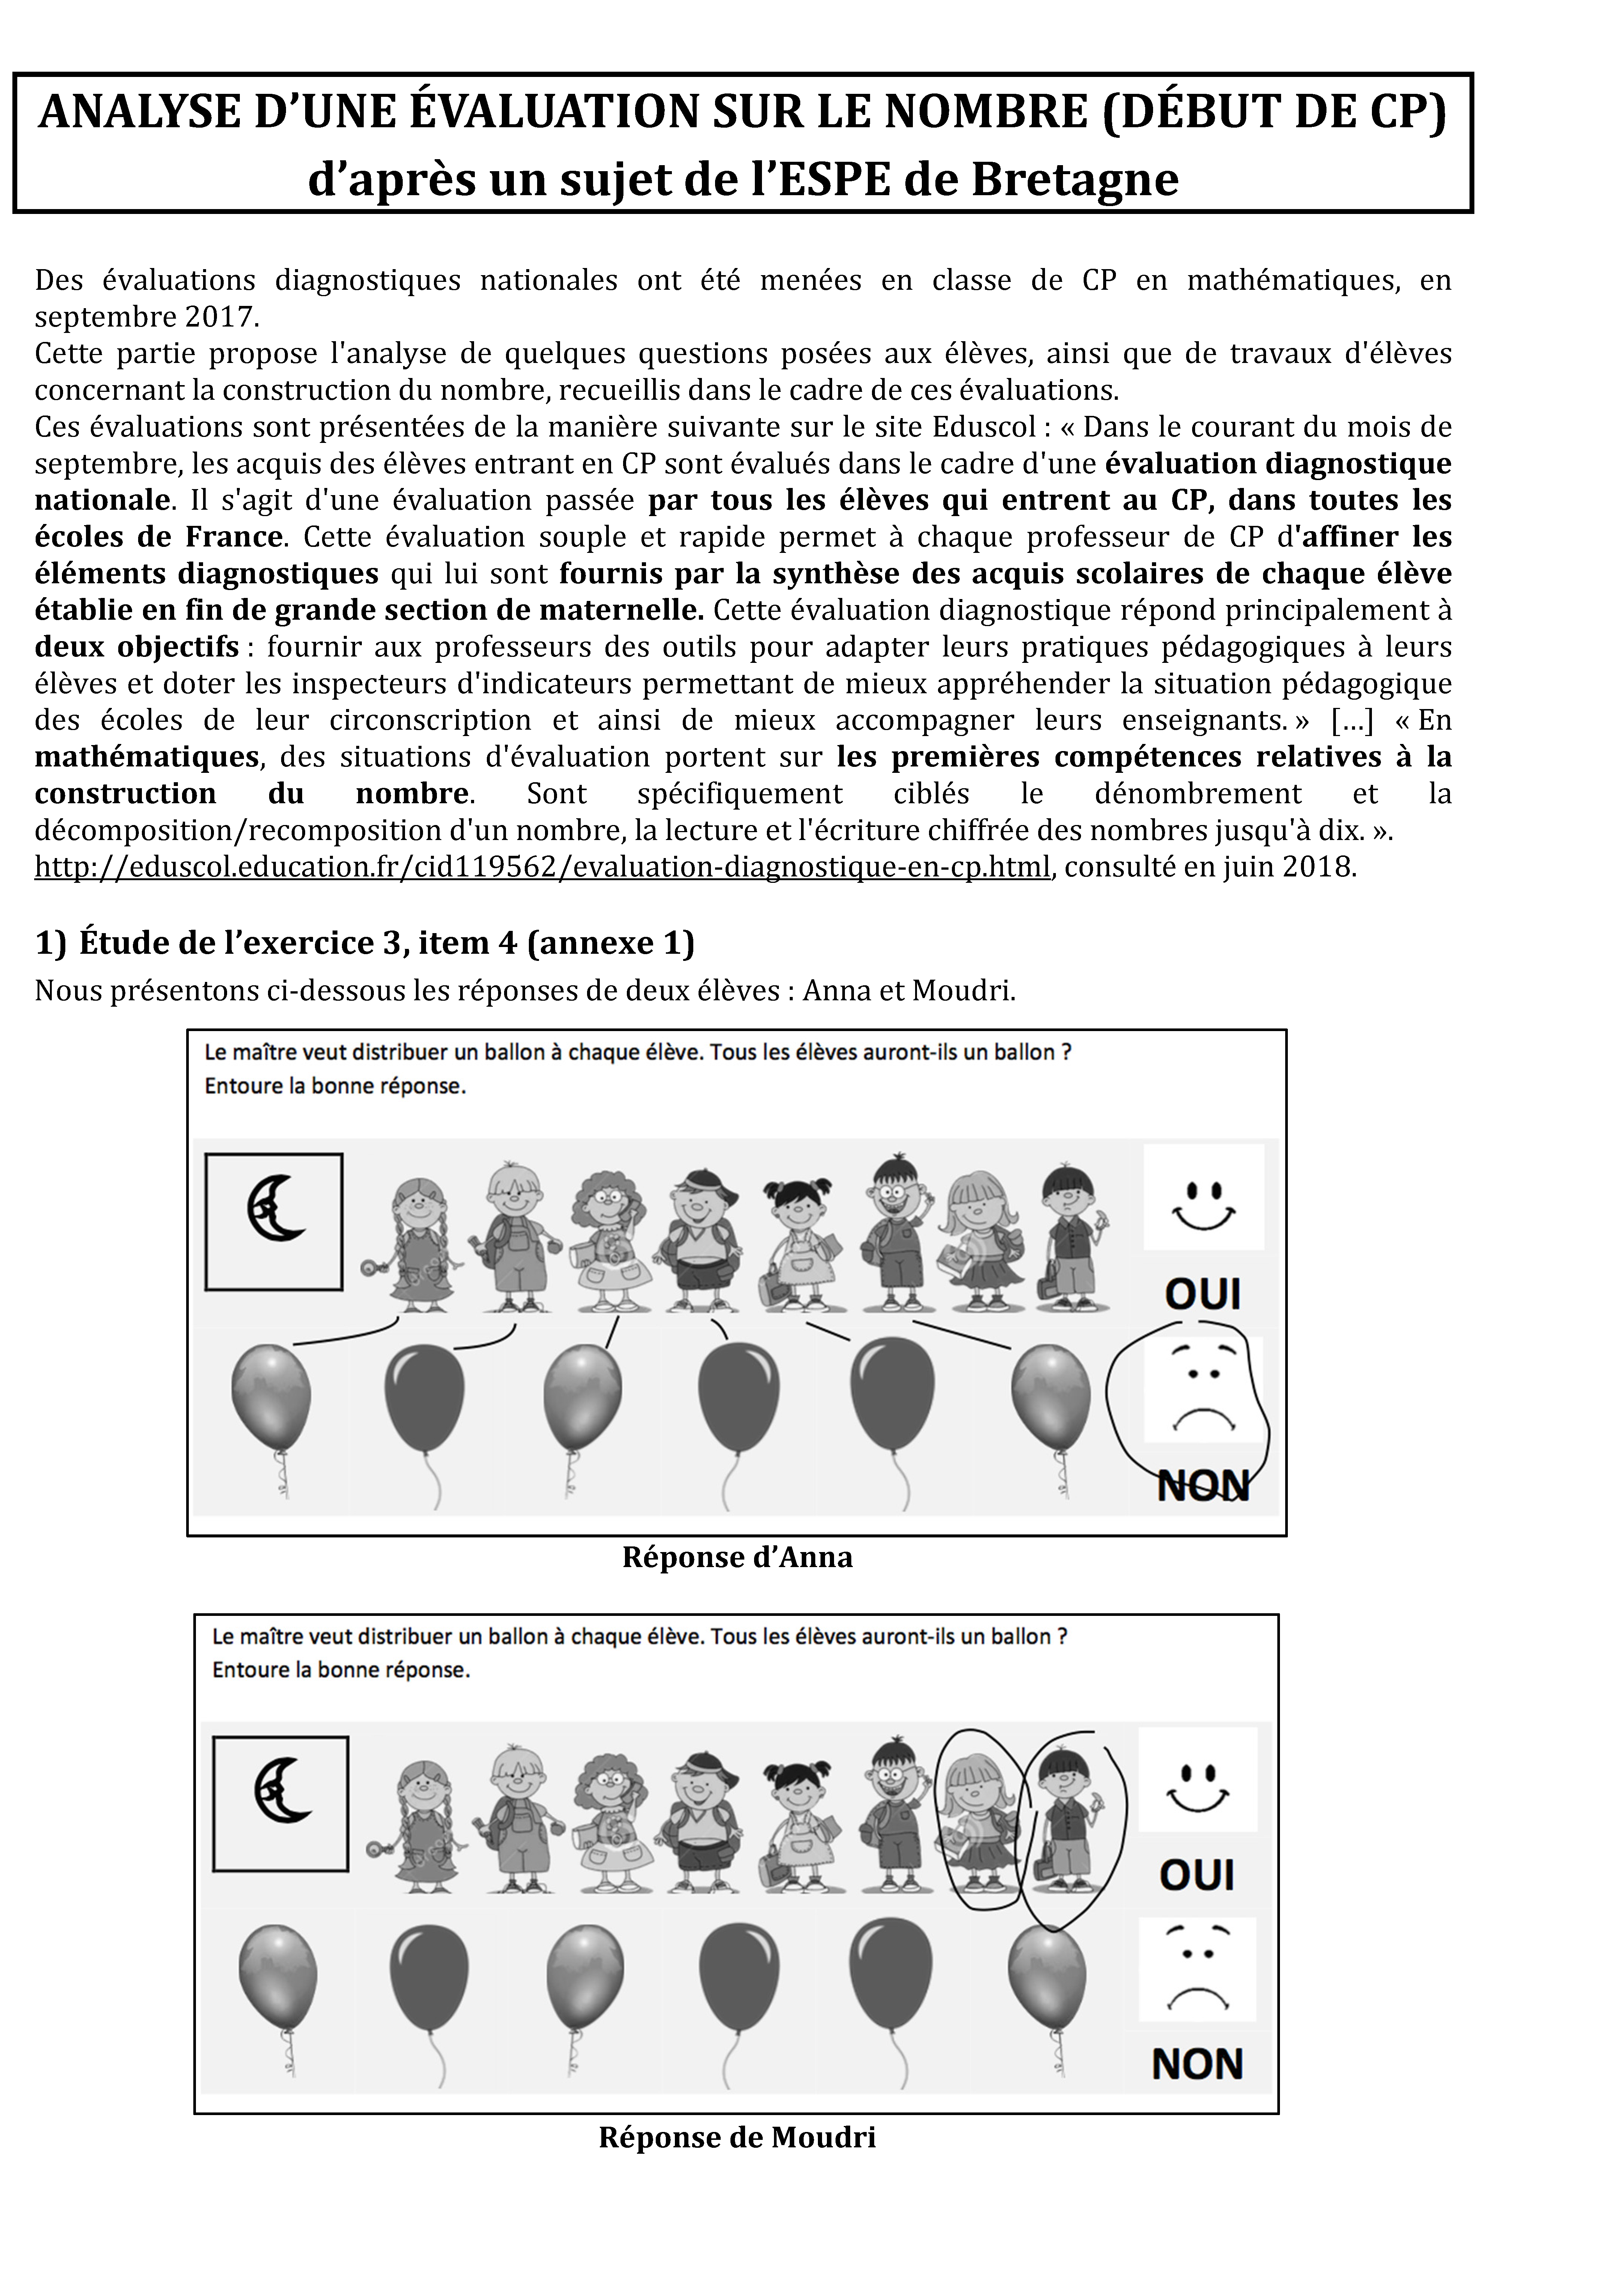 ANALYSE D’UNE ÉVALUATION SUR LE NOMBRE (DÉBUT DE CP)
d’après un sujet de l’ESPE de Bretagne
Des évaluations diagnostiques nationales ont été menées en classe de CP en mathématiques, en
septembre 2017.
Cette partie propose l'analyse de quelques questions posées aux élèves, ainsi que de travaux d'élèves
concernant la construction du nombre, recueillis dans le cadre de ces évaluations.
Ces évaluations sont présentées de la manière suivante sur le site Eduscol : « Dans le courant du mois de
septembre, les acquis des élèves entrant en CP sont évalués dans le cadre d'une évaluation diagnostique
nationale. Il s'agit d'une évaluation passée par tous les élèves qui entrent au CP, dans toutes les
écoles de France. Cette évaluation souple et rapide permet à chaque professeur de CP d'affiner les
éléments diagnostiques qui lui sont fournis par la synthèse des acquis scolaires de chaque élève
établie en fin de grande section de maternelle. Cette évaluation diagnostique répond principalement à
deux objectifs : fournir aux professeurs des outils pour adapter leurs pratiques pédagogiques à leurs
élèves et doter les inspecteurs d'indicateurs permettant de mieux appréhender la situation pédagogique
des écoles de leur circonscription et ainsi de mieux accompagner leurs enseignants. » […] « En
mathématiques, des situations d'évaluation portent sur les premières compétences relatives à la
construction du nombre. Sont spécifiquement ciblés le dénombrement et la
décomposition/recomposition d'un nombre, la lecture et l'écriture chiffrée des nombres jusqu'à dix. ».
http://eduscol.education.fr/cid119562/evaluation-diagnostique-en-cp.html, consulté en juin 2018.
1) Étude de l’exercice 3, item 4 (annexe 1)
Nous présentons ci-dessous les réponses de deux élèves : Anna et Moudri.
Le maître veut distribuer un ballon à chaque élève. Tous les élèves auront-ils un ballon ?
Entoure la bonne réponse.
OUI
NON
Réponse d’Anna
Le maître veut distribuer un ballon à chaque élève. Tous les élèves auront-ils un ballon ?
Entoure la bonne réponse.
OUI
NON
Réponse de Moudri